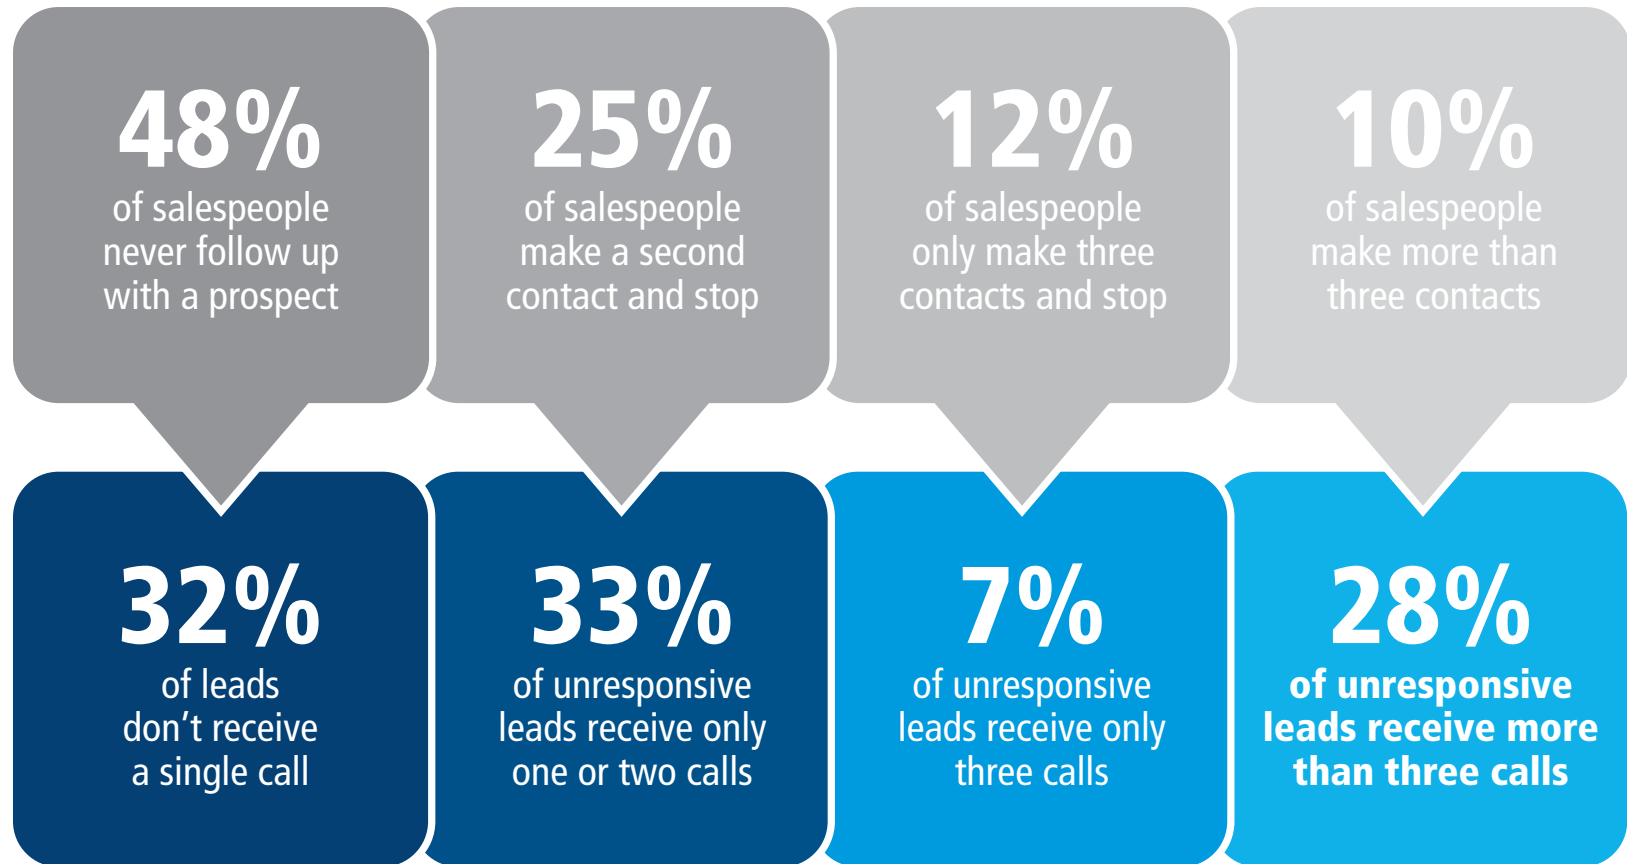 48%
of salespeople
never follow up
with a prospect
25%
of salespeople
make a second
contact and stop
12%
of salespeople
only make three
contacts and stop
10%
of salespeople
make more than
three contacts
32%
of leads
don’t receive
a single call
33%
of unresponsive
leads receive only
one or two calls
7%
of unresponsive
leads receive only
three calls
28%
of unresponsive
leads receive more
than three calls